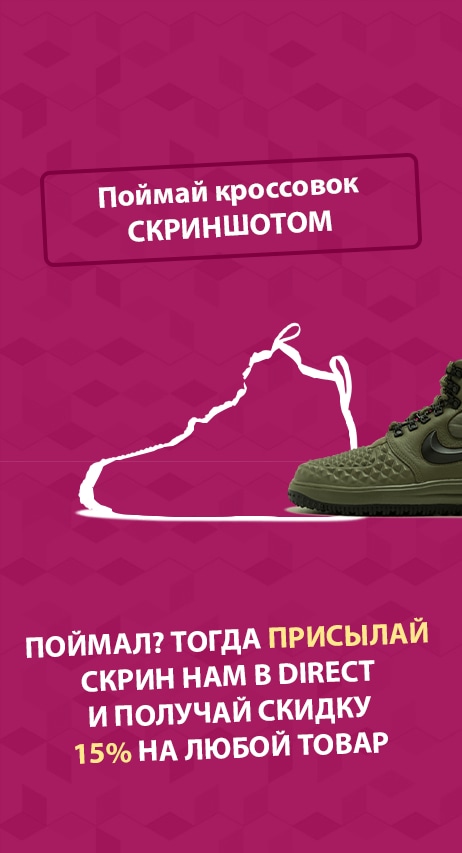 Поймай кроссовок
СКРИНШОТОМ
ПОЙМАЛ? ТОГДА ПРИСЫЛАЙ
СКРИН НАМ В DIRECT
И ПОЛУЧАЙ СКИДКУ
15% НА ЛЮБОЙ ТОВАР